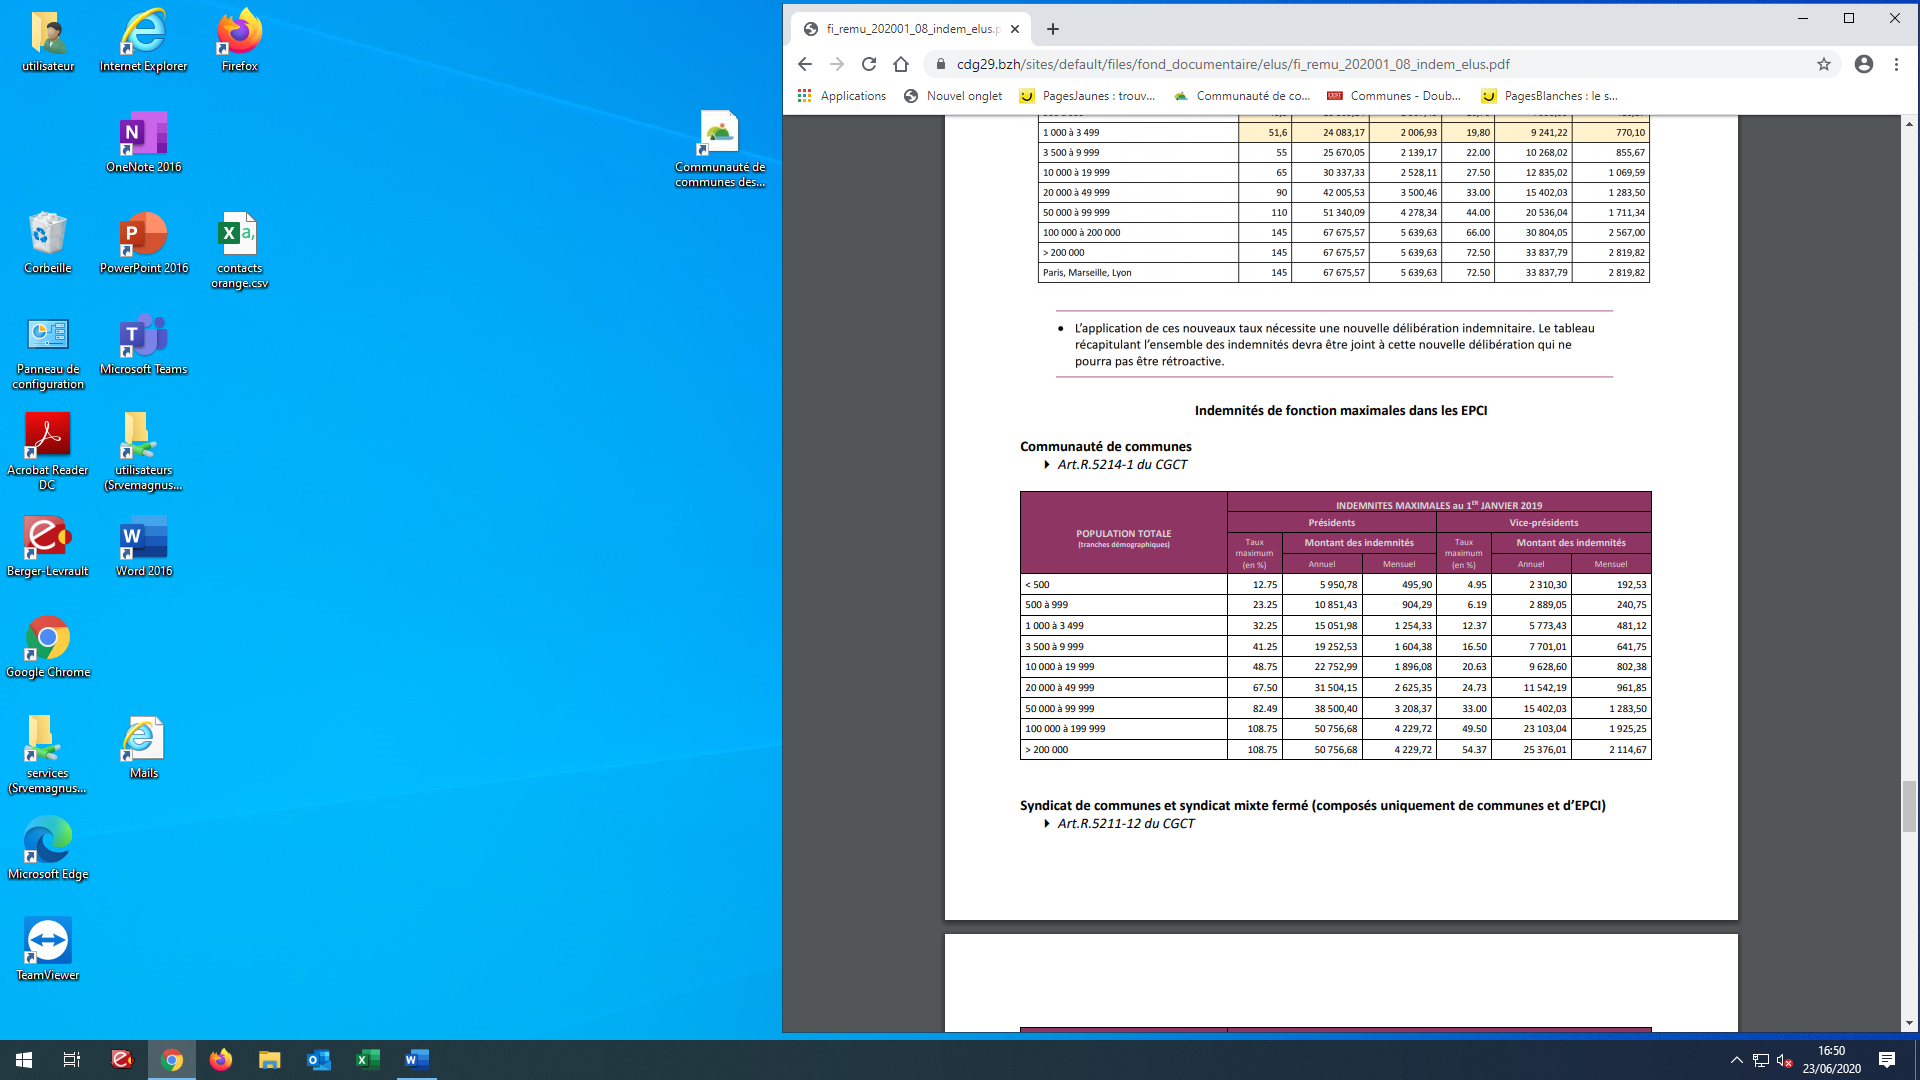 utilisateur
Internet Explorer
Firefox
OneNote 2016
Communauté de
communes des...
Corbeille
PowerPoint 2016
contacts
orange.csv
Panneau de
configuration
Microsoft Teams
Acrobat Reader
DC
utilisateurs
(Srvemagnus...
Berger-Levrault
Word 2016
Google Chrome
services
(Srvemagnus...
Mails
Microsoft Edge
TeamViewer
fi_remu_202001_08_indem_elus.p
cdg29.bzh/sites/default/files/fond_documentaire/elus/fi_remu_202001_08_indem_elus.pdf
Applications Nouvel onglet PagesJaunes : trouv... Communauté de co... Communes - Doub... PagesBlanches : le s...
1 000 à 3 499 51,6 24 083,17 2 006,93 19,80 9 241,22 770,10
3 500 à 9 999 55 25 670,05 2 139,17 22.00 10 268,02 855,67
10 000 à 19 999 65 30 337,33 2 528,11 27.50 12 835,02 1 069,59
20 000 à 49 999 90 42 005,53 3 500,46 33.00 15 402,03 1 283,50
50 000 à 99 999 110 51 340,09 4 278,34 44.00 20 536,04 1 711,34
100 000 à 200 000 145 67 675,57 5 639,63 66.00 30 804,05 2 567,00
> 200 000 145 67 675,57 5 639,63 72.50 33 837,79 2 819,82
Paris, Marseille, Lyon 145 67 675,57 5 639,63 72.50 33 837,79 2 819,82
• L'application de ces nouveaux taux nécessite une nouvelle délibération indemnitaire. Le tableau
récapitulant l'ensemble des indemnités devra être joint à cette nouvelle délibération qui ne
pourra pas être rétroactive.
Indemnités de fonction maximales dans les EPCI
Communauté de communes
Art.R.5214-1 du CGCT
POPULATION TOTALE
(tranches démographiques)
INDEMNITES MAXIMALES au 1ER JANVIER 2019
Présidents Vice-présidents
Taux maximum (en %) Montant des indemnités Taux maximum (en %) Montant des indemnités
Annuel Mensuel Annuel Mensuel
< 500 12.75 5 950,78 495,90 4.95 2 310,30 192,53
500 à 999 23.25 10 851,43 904,29 6.19 2 889,05 240,75
1 000 à 3 499 32.25 15 051,98 1 254,33 12.37 5 773,43 481,12
3 500 à 9 999 41.25 19 252,53 1 604,38 16.50 7 701,01 641,75
10 000 à 19 999 48.75 22 752,99 1 896,08 20.63 9 628,60 802,38
20 000 à 49 999 67.50 31 504,15 2 625,35 24.73 11 542,19 961,85
50 000 à 99 999 82.49 38 500,40 3 208,37 33.00 15 402,03 1 283,50
100 000 à 199 999 108.75 50 756,68 4 229,72 49.50 23 103,04 1 925,25
> 200 000 108.75 50 756,68 4 229,72 54.37 25 376,01 2 114,67
Syndicat de communes et syndicat mixte fermé (composés uniquement de communes et d'EPCI)
Art.R.5211-12 du CGCT
16:50
23/06/2020